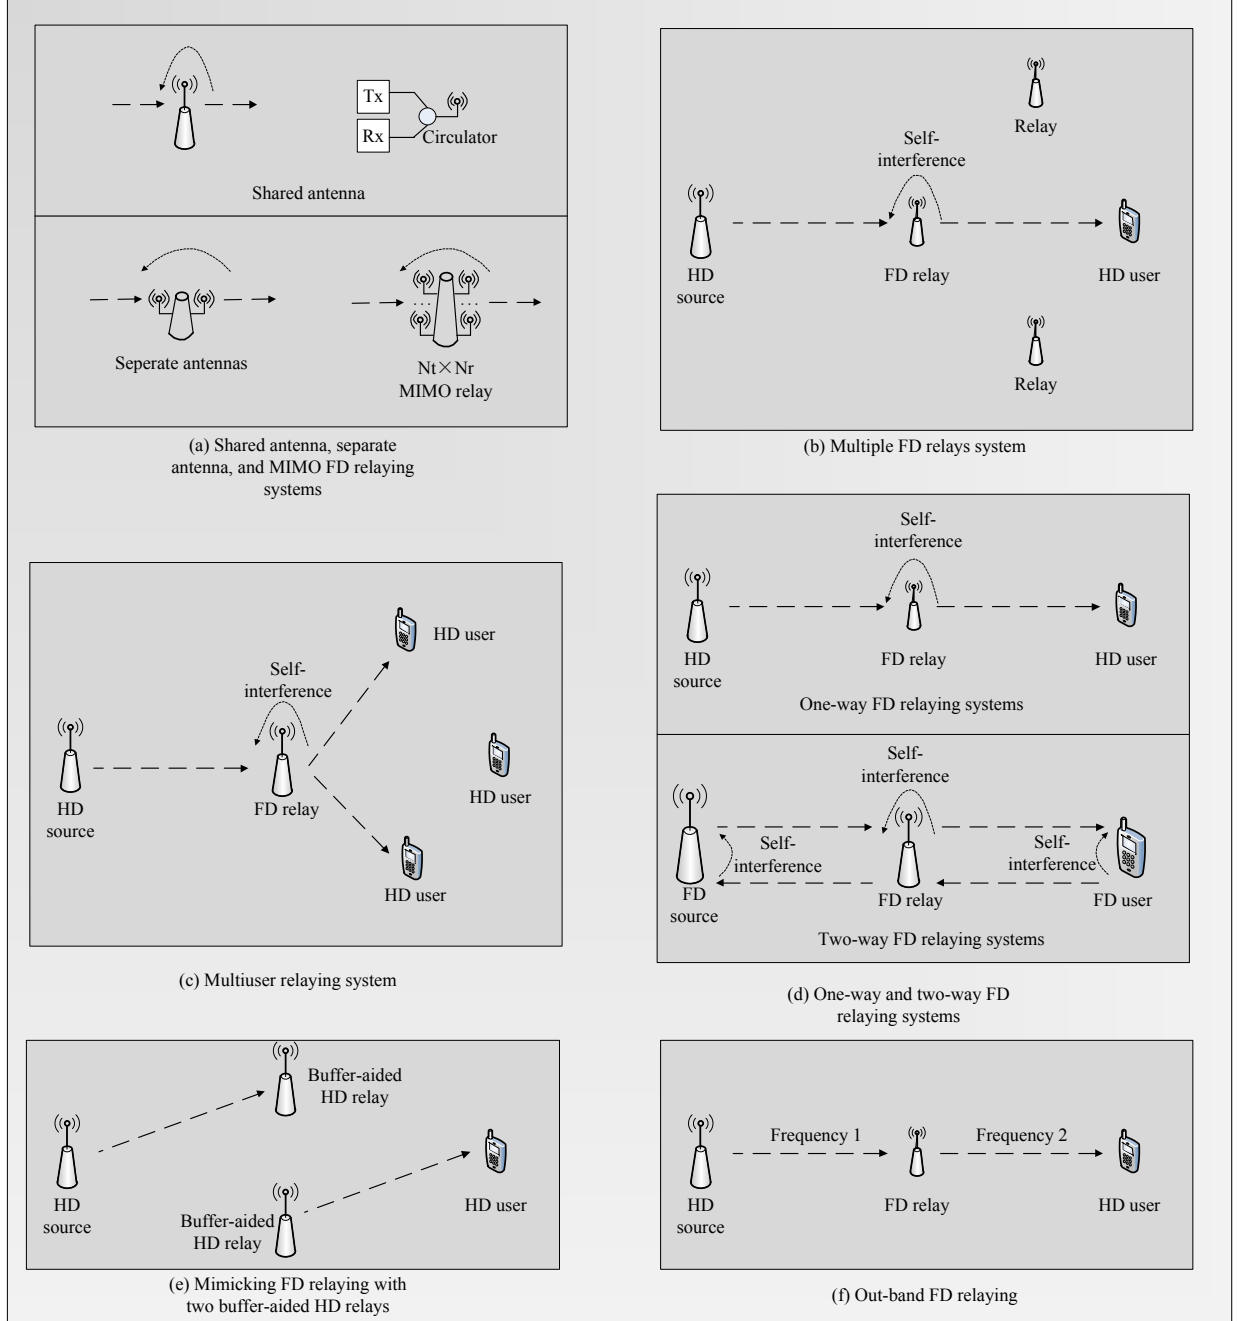 Tx
Rx
Circulator
Shared antenna
Seperate antennas
Nt×Nr
MIMO relay
(a) Shared antenna, separate
antenna, and MIMO FD relaying
systems
Relay
Self-
interference
HD
source
FD relay
HD user
Relay
(b) Multiple FD relays system
HD user
Self-
interference
HD
source
FD relay
HD user
HD user
(c) Multiuser relaying system
Self-
interference
HD
source
FD relay
HD user
One-way FD relaying systems
Self-
interference
Self-
interference
Self-
interference
FD
source
FD relay
FD user
Two-way FD relaying systems
(d) One-way and two-way FD
relaying systems
Buffer-aided
HD relay
HD
source
Buffer-aided
HD relay
HD user
(e) Mimicking FD relaying with
two buffer-aided HD relays
Frequency 1
Frequency 2
HD
source
FD relay
HD user
(f) Out-band FD relaying